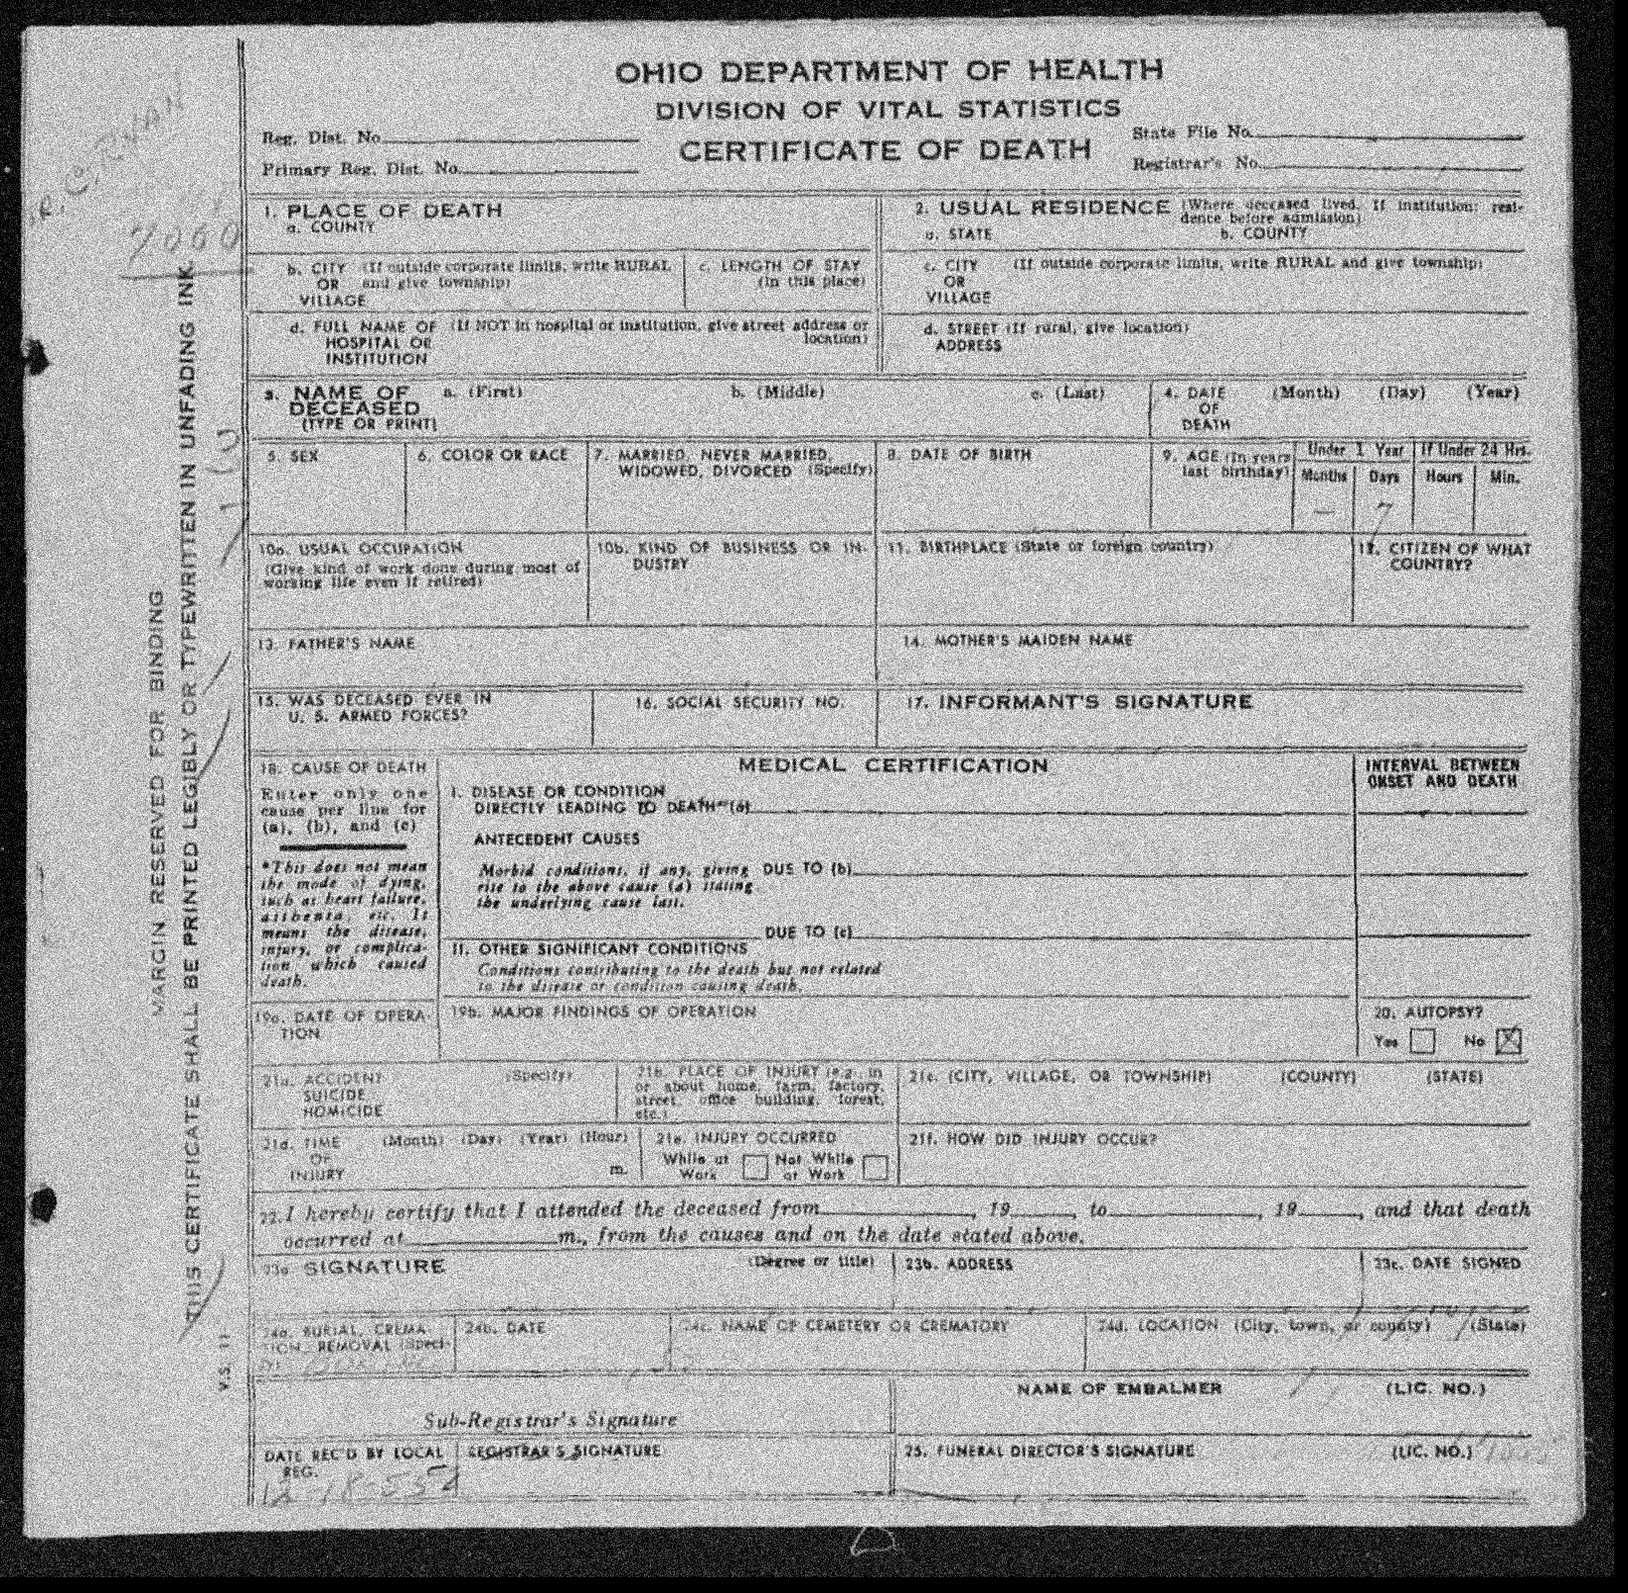 OHIO DEPARTMENT OF HEALTH
DIVISION OF VITAL STATISTICS
CERTIFICATE OF DEATH
Reg. Dist. No.
Primary Reg. Dist. No.
State File No.
Registrar's No.
7060
MARGIN RESERVED FOR BINDING
THIS CERTIFICATE SHALL BE PRINTED LEGIBLY OR TYPEWRITTEN IN UNFADING INK.
V.S. 11
1. PLACE OF DEATH
a. COUNTY
2. USUAL RESIDENCE (Where deceased lived. If institution: resi-
dence before admission)
a. STATE b. COUNTY
b. CITY (If outside corporate limits, write RURAL
OR and give township)
VILLAGE
c. LENGTH OF STAY
(in this place)
c. CITY (If outside corporate limits, write RURAL and give township)
OR
VILLAGE
d. FULL NAME OF (If NOT in hospital or institution, give street address or
HOSPITAL OR location)
INSTITUTION
d. STREET (If rural, give location)
ADDRESS
3. NAME OF a. (First) b. (Middle) c. (Last)
DECEASED
(TYPE OR PRINT)
4. DATE (Month) (Day) (Year)
OF
DEATH
5. SEX
6. COLOR OR RACE
7. MARRIED, NEVER MARRIED,
WIDOWED, DIVORCED (Specify)
8. DATE OF BIRTH
9. AGE (In years
last birthday)
Under 1 Year
Months Days
— 7
If Under 24 Hrs.
Hours Min.
10a. USUAL OCCUPATION
(Give kind of work done during most of
working life even if retired)
10b. KIND OF BUSINESS OR IN-
DUSTRY
11. BIRTHPLACE (State or foreign country)
12. CITIZEN OF WHAT
COUNTRY?
13. FATHER'S NAME
14. MOTHER'S MAIDEN NAME
15. WAS DECEASED EVER IN
U. S. ARMED FORCES?
16. SOCIAL SECURITY NO.
17. INFORMANT'S SIGNATURE
18. CAUSE OF DEATH
Enter only one
cause per line for
(a), (b), and (c)
*This does not mean
the mode of dying,
such as heart failure,
asthenia, etc. It
means the disease,
injury, or complica-
tion which caused
death.
MEDICAL CERTIFICATION
I. DISEASE OR CONDITION
DIRECTLY LEADING TO DEATH*(a)
ANTECEDENT CAUSES
Morbid conditions, if any, giving DUE TO (b)
rise to the above cause (a) stating
the underlying cause last.
DUE TO (c)
II. OTHER SIGNIFICANT CONDITIONS
Conditions contributing to the death but not related
to the disease or condition causing death.
INTERVAL BETWEEN
ONSET AND DEATH
19a. DATE OF OPERA-
TION
19b. MAJOR FINDINGS OF OPERATION
20. AUTOPSY?
Yes No X
21a. ACCIDENT (Specify)
SUICIDE
HOMICIDE
21b. PLACE OF INJURY (e.g., in
or about home, farm, factory,
street, office building, forest,
etc.)
21c. (CITY, VILLAGE, OR TOWNSHIP) (COUNTY) (STATE)
21d. TIME (Month) (Day) (Year) (Hour)
OF
INJURY m.
21e. INJURY OCCURRED
While at Not While
Work at Work
21f. HOW DID INJURY OCCUR?
22. I hereby certify that I attended the deceased from , 19 , to , 19 , and that death
occurred at m., from the causes and on the date stated above.
23a. SIGNATURE (Degree or title)
23b. ADDRESS
23c. DATE SIGNED
24a. BURIAL, CREMA-
TION, REMOVAL (Speci-
24b. DATE
24c. NAME OF CEMETERY OR CREMATORY
24d. LOCATION (City, town, or county) (State)
Sub-Registrar's Signature
NAME OF EMBALMER (LIC. NO.)
DATE REC'D BY LOCAL
REG.
12-18-53
REGISTRAR'S SIGNATURE
25. FUNERAL DIRECTOR'S SIGNATURE (LIC. NO.)